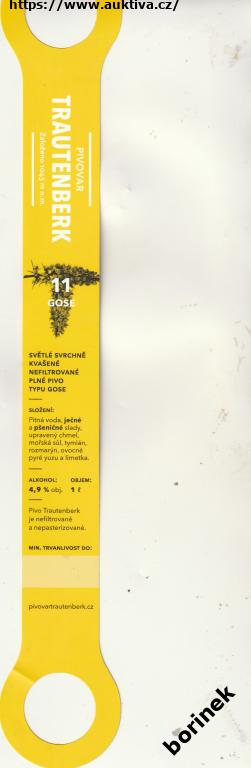 https://www.auktiva.cz/
PIVOVAR
TRAUTENBERK
Založeno 1045 m n.m.
11
GOSE
SVĚTLÉ SVRCHNĚ
KVAŠENÉ
NEFILTROVANÉ
PLNÉ PIVO
TYPU GOSE
SLOŽENÍ:
Pitná voda, ječné
a pšeničné slady,
upravený chmel,
mořská sůl, tymián,
rozmarýn, ovocné
pyré yuzu a limetka.
ALKOHOL: OBJEM:
4,9 % obj. 1 ℓ
Pivo Trautenberk
je nefiltrované
a nepasterizované.
MIN. TRVANLIVOST DO:
pivovartrautenberk.cz
borinek